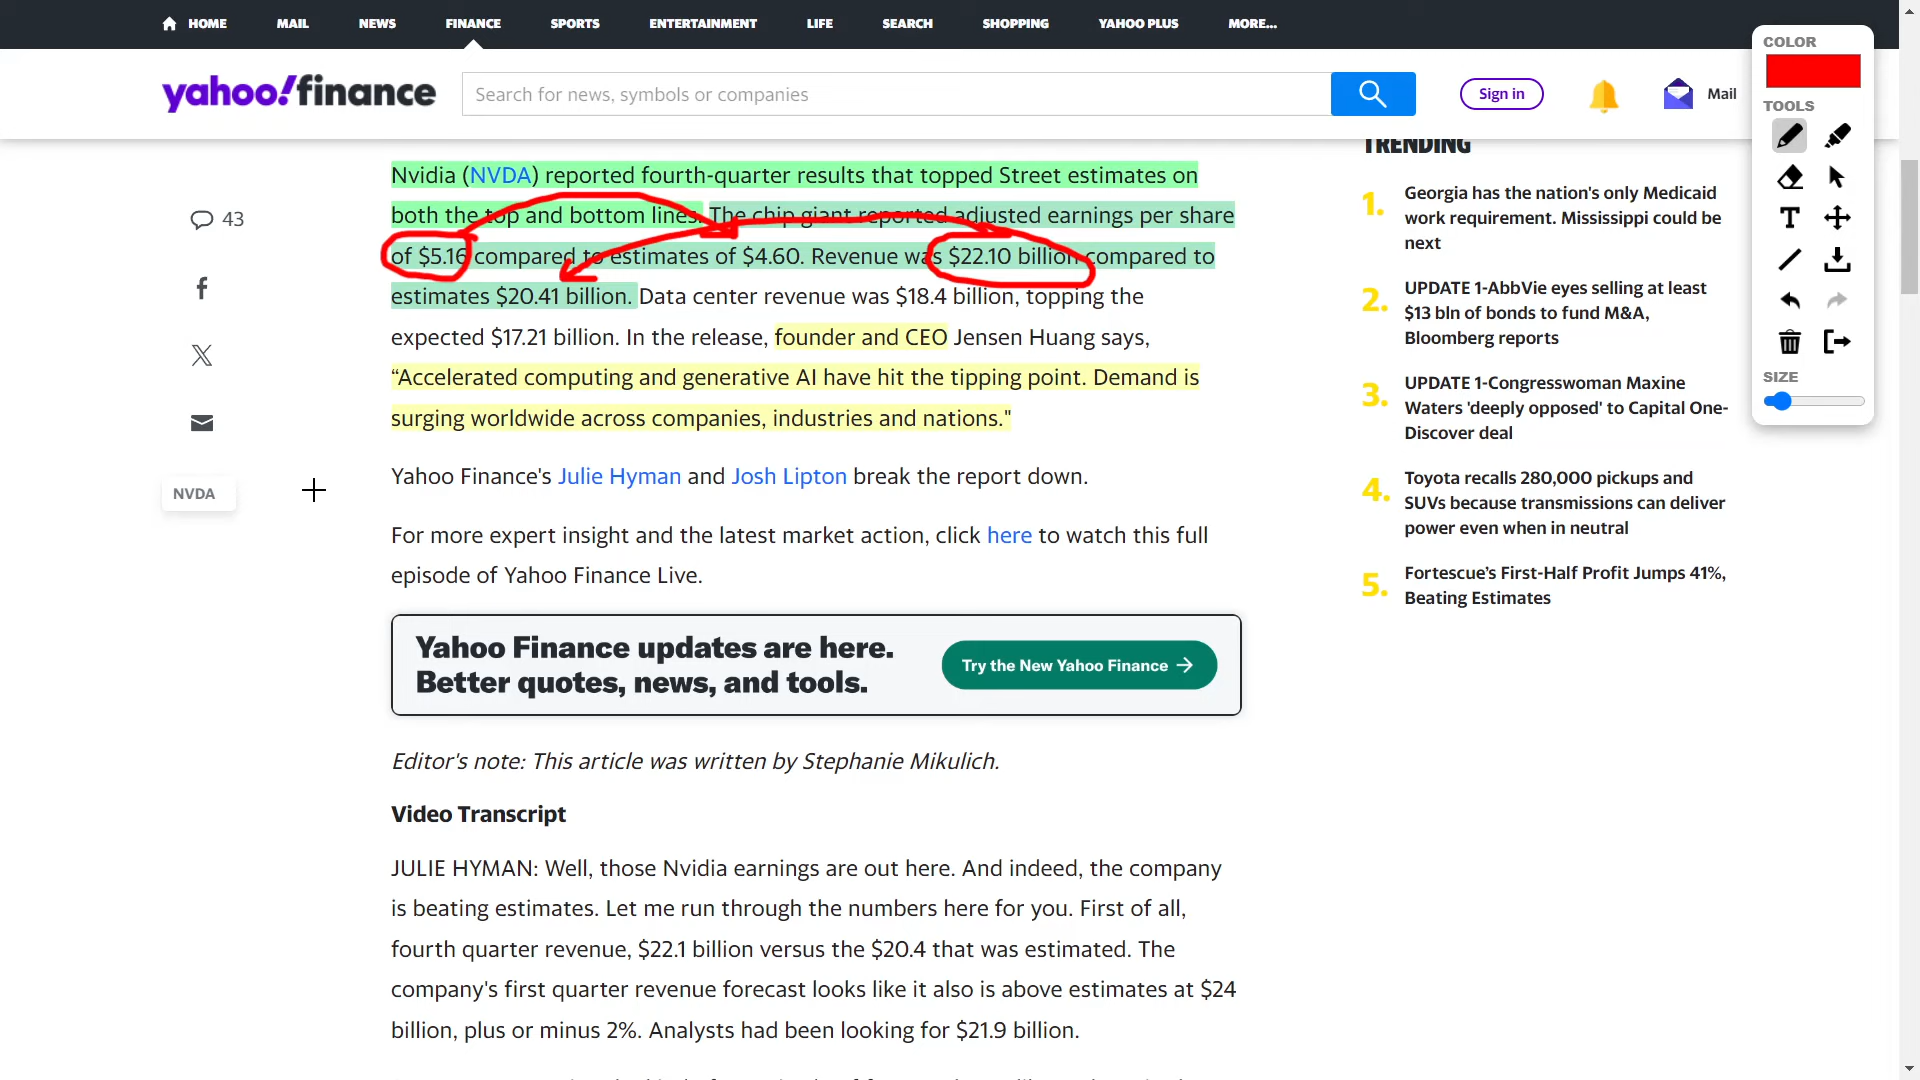 HOME MAIL NEWS FINANCE SPORTS ENTERTAINMENT LIFE SEARCH SHOPPING YAHOO PLUS MORE...
yahoo!finance
Search for news, symbols or companies
Sign in
Mail
COLOR
TOOLS
SIZE
43
NVDA
Nvidia (NVDA) reported fourth-quarter results that topped Street estimates on
both the top and bottom lines. The chip giant reported adjusted earnings per share
of $5.16 compared to estimates of $4.60. Revenue was $22.10 billion compared to
estimates $20.41 billion. Data center revenue was $18.4 billion, topping the
expected $17.21 billion. In the release, founder and CEO Jensen Huang says,
“Accelerated computing and generative AI have hit the tipping point. Demand is
surging worldwide across companies, industries and nations."
Yahoo Finance's Julie Hyman and Josh Lipton break the report down.
For more expert insight and the latest market action, click here to watch this full
episode of Yahoo Finance Live.
Yahoo Finance updates are here.
Better quotes, news, and tools.
Try the New Yahoo Finance
Editor's note: This article was written by Stephanie Mikulich.
Video Transcript
JULIE HYMAN: Well, those Nvidia earnings are out here. And indeed, the company
is beating estimates. Let me run through the numbers here for you. First of all,
fourth quarter revenue, $22.1 billion versus the $20.4 that was estimated. The
company's first quarter revenue forecast looks like it also is above estimates at $24
billion, plus or minus 2%. Analysts had been looking for $21.9 billion.
TRENDING
1. Georgia has the nation's only Medicaid
work requirement. Mississippi could be
next
2. UPDATE 1-AbbVie eyes selling at least
$13 bln of bonds to fund M&A,
Bloomberg reports
3. UPDATE 1-Congresswoman Maxine
Waters 'deeply opposed' to Capital One-
Discover deal
4. Toyota recalls 280,000 pickups and
SUVs because transmissions can deliver
power even when in neutral
5. Fortescue’s First-Half Profit Jumps 41%,
Beating Estimates